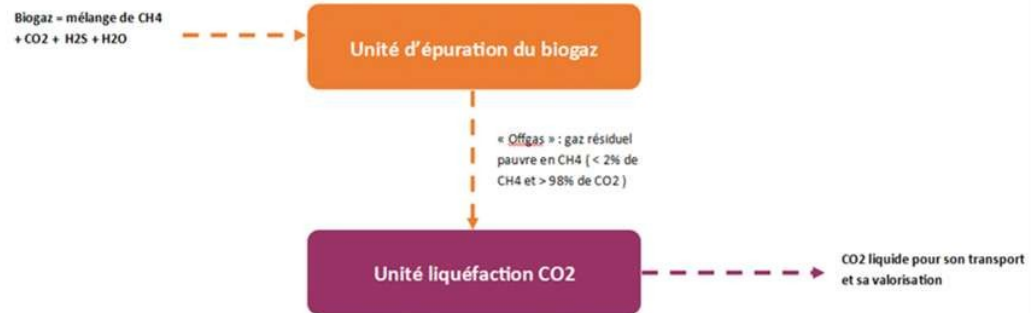 Biogaz = mélange de CH4
+ CO2 + H2S + H2O
Unité d'épuration du biogaz
« Offgas » : gaz résiduel
pauvre en CH4 ( < 2% de
CH4 et > 98% de CO2 )
Unité liquéfaction CO2
CO2 liquide pour son transport
et sa valorisation